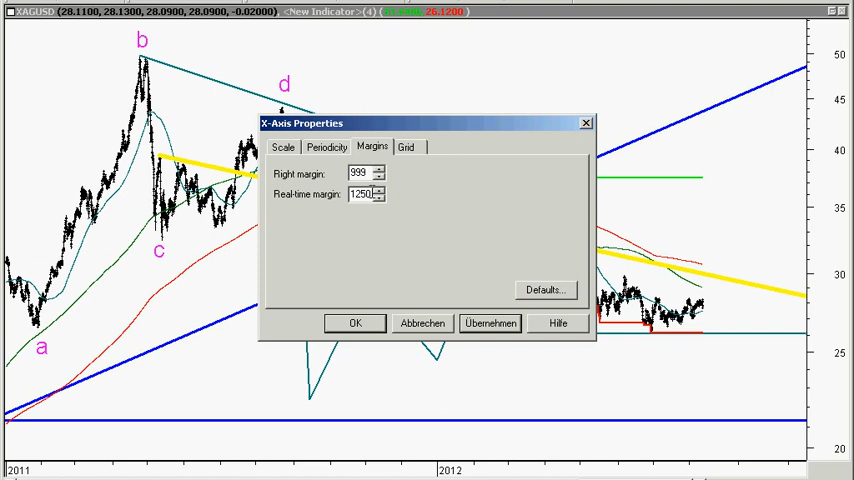 XAGUSD (28.1100, 28.1300, 28.0900, 28.0900, -0.02000) <New Indicator>(4) ( 26.1200 )
b
50
d
45
X-Axis Properties
Scale Periodicity Margins Grid
40
Right margin: 999
Real-time margin: 1250
35
c
30
Defaults...
OK Abbrechen Übernehmen Hilfe
a
25
20
2011 2012